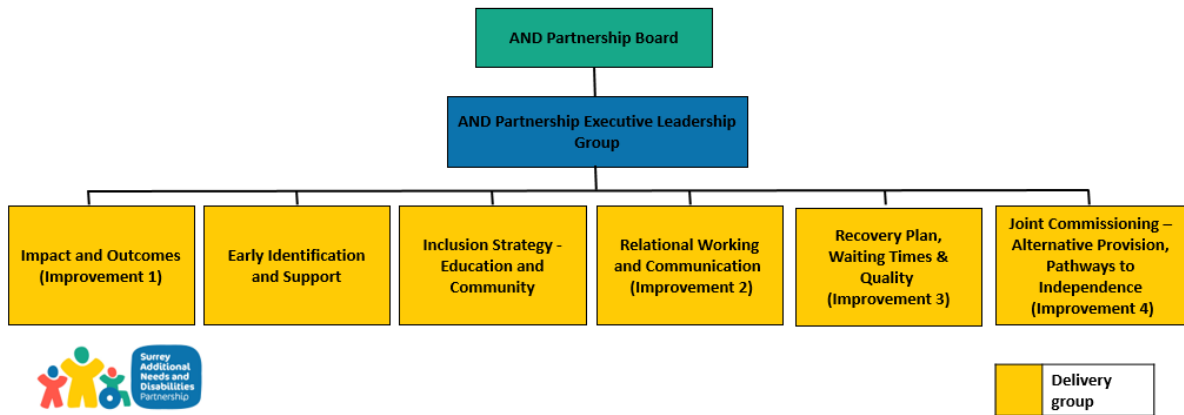 AND Partnership Board
AND Partnership Executive Leadership
Group
Impact and Outcomes
(Improvement 1)
Early Identification
and Support
Inclusion Strategy -
Education and
Community
Relational Working
and Communication
(Improvement 2)
Recovery Plan,
Waiting Times &
Quality
(Improvement 3)
Joint Commissioning –
Alternative Provision,
Pathways to
Independence
(Improvement 4)
Surrey
Additional
Needs and
Disabilities
Partnership
Delivery
group